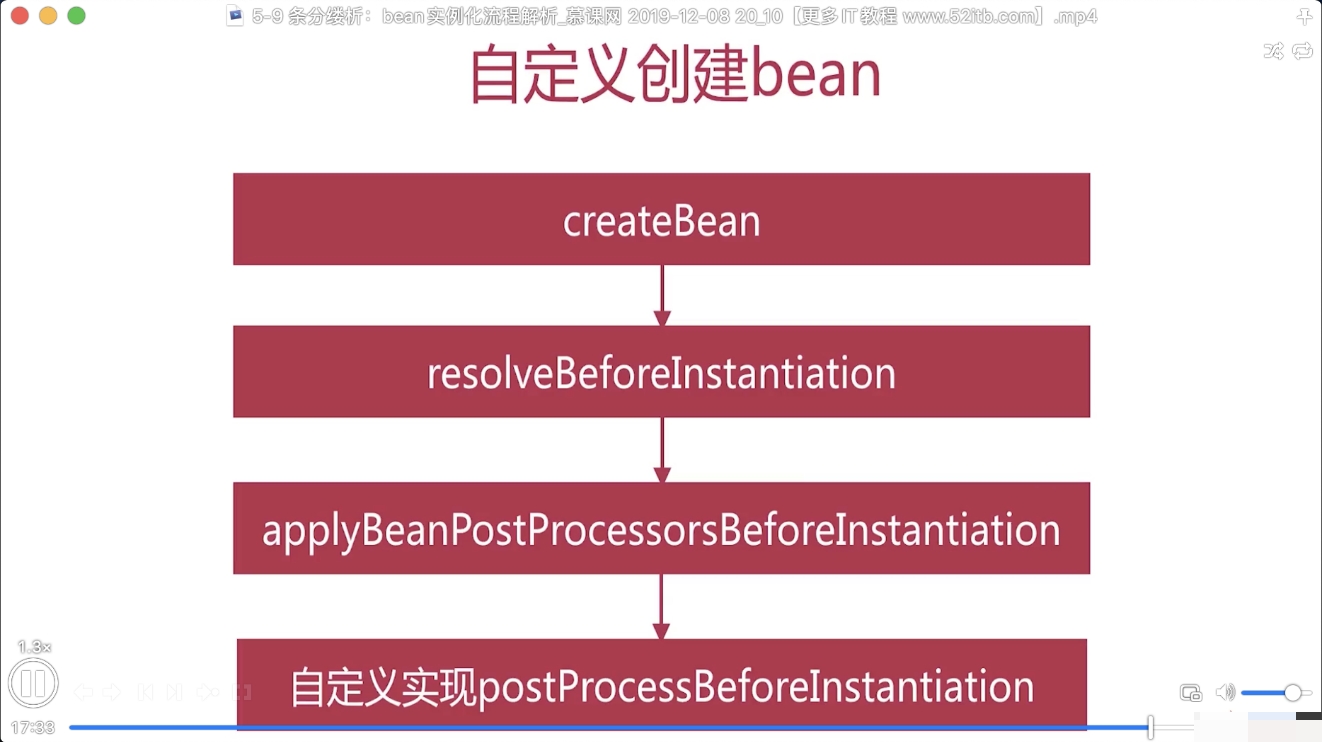 5-9 条分缕析：bean实例化流程解析_慕课网 2019-12-08 20_10【更多IT教程 www.52itb.com】.mp4
自定义创建bean
createBean
resolveBeforeInstantiation
applyBeanPostProcessorsBeforeInstantiation
自定义实现postProcessBeforeInstantiation
1.3×
17:33